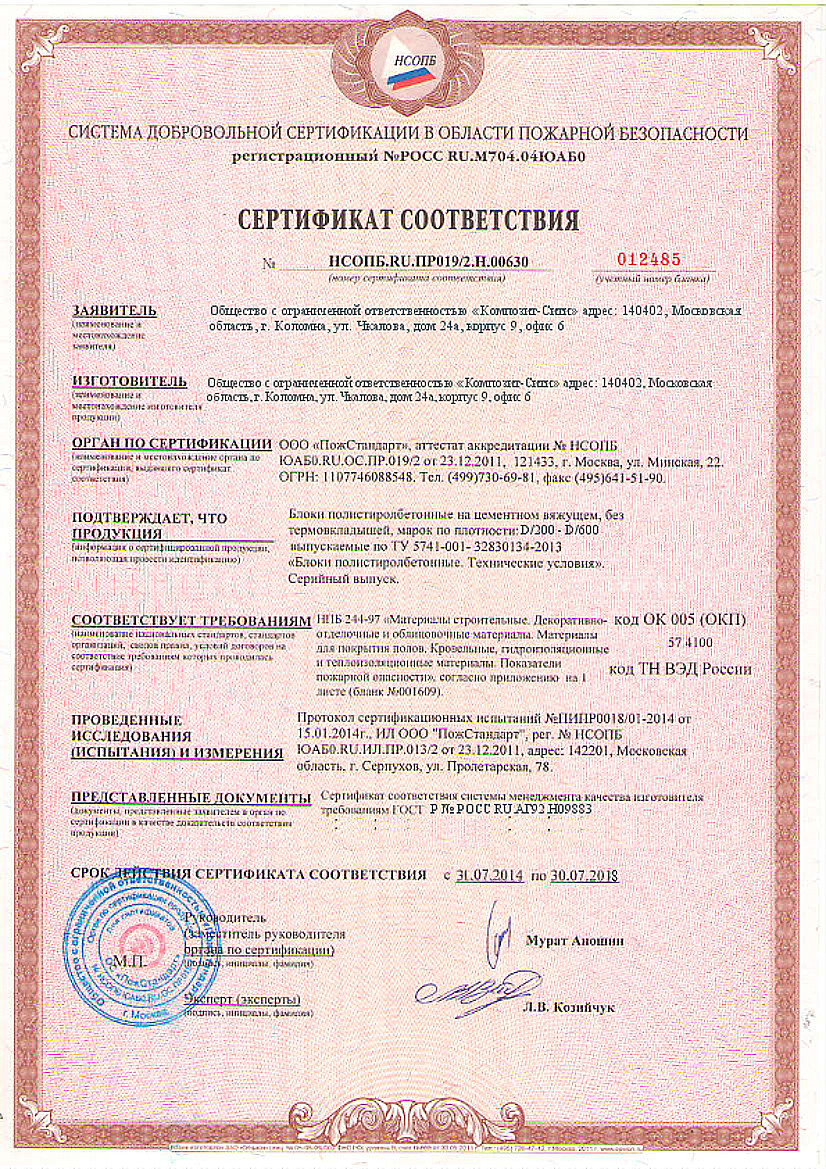 НСОПБ
СИСТЕМА ДОБРОВОЛЬНОЙ СЕРТИФИКАЦИИ В ОБЛАСТИ ПОЖАРНОЙ БЕЗОПАСНОСТИ
регистрационный №РОСС RU.М704.04ЮАБ0
СЕРТИФИКАТ СООТВЕТСТВИЯ
№ НСОПБ.RU.ПР019/2.Н.00630 012485
(номер сертификата соответствия) (учетный номер бланка)
ЗАЯВИТЕЛЬ
(наименование и
местонахождение
заявителя)
Общество с ограниченной ответственностью «Композит-Сити» адрес: 140402, Московская
область, г. Коломна, ул. Чкалова, дом 24а, корпус 9, офис 6
ИЗГОТОВИТЕЛЬ
(наименование и
местонахождение изготовителя
продукции)
Общество с ограниченной ответственностью «Композит-Сити» адрес: 140402, Московская
область, г. Коломна, ул. Чкалова, дом 24а, корпус 9, офис 6
ОРГАН ПО СЕРТИФИКАЦИИ
(наименование и местонахождение органа по
сертификации, выдавшего сертификат
соответствия)
ООО «ПожСтандарт», аттестат аккредитации № НСОПБ
ЮАБ0.RU.ОС.ПР.019/2 от 23.12.2011, 121433, г. Москва, ул. Минская, 22.
ОГРН: 1107746088548. Тел. (499)730-69-81, факс (495)641-51-90.
ПОДТВЕРЖДАЕТ, ЧТО
ПРОДУКЦИЯ
(информация о сертифицированной продукции,
позволяющая провести идентификацию)
Блоки полистиролбетонные на цементном вяжущем, без
термовкладышей, марок по плотности: D/200 - D/600
выпускаемые по ТУ 5741-001- 32830134-2013
«Блоки полистиролбетонные. Технические условия».
Серийный выпуск.
СООТВЕТСТВУЕТ ТРЕБОВАНИЯМ
(наименование национальных стандартов, стандартов
организаций, сводов правил, условий договоров на
соответствие требованиям которых проводилась
сертификация)
НПБ 244-97 «Материалы строительные. Декоративно-
отделочные и облицовочные материалы. Материалы
для покрытия полов. Кровельные, гидроизоляционные
и теплоизоляционные материалы. Показатели
пожарной опасности», согласно приложению на 1
листе (бланк №001609).
код ОК 005 (ОКП)
57 4100
код ТН ВЭД России
ПРОВЕДЕННЫЕ
ИССЛЕДОВАНИЯ
(ИСПЫТАНИЯ) И ИЗМЕРЕНИЯ
Протокол сертификационных испытаний №ПИПР0018/01-2014 от
15.01.2014г., ИЛ ООО "ПожСтандарт", рег. № НСОПБ
ЮАБ0.RU.ИЛ.ПР.013/2 от 23.12.2011, адрес: 142201, Московская
область, г. Серпухов, ул. Пролетарская, 78.
ПРЕДСТАВЛЕННЫЕ ДОКУМЕНТЫ
(документы, представленные заявителем в орган по
сертификации в качестве доказательств соответствия
продукции)
Сертификат соответствия системы менеджмента качества изготовителя
требованиям ГОСТ Р № РОСС RU.АГ92.Н09883
СРОК ДЕЙСТВИЯ СЕРТИФИКАТА СООТВЕТСТВИЯ с 31.07.2014 по 30.07.2018
Руководитель
(заместитель руководителя
органа по сертификации)
(подпись, инициалы, фамилия)
Мурат Аношин
М.П.
Эксперт (эксперты)
(подпись, инициалы, фамилия)
Л.В. Козийчук
Общество с ограниченной ответственностью
Для сертификатов
ОС «ПожСтандарт»
г. Москва